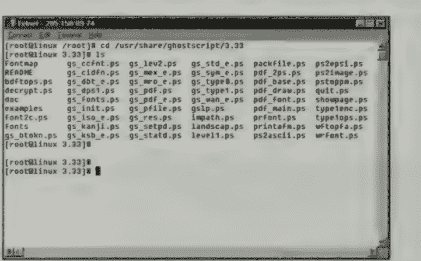 Connect Edit Terminal Help
[root@linux /root]# cd /usr/share/ghostscript/3.33
[root@linux 3.33]# ls
Fontmap gs_ccfnt.ps gs_lev2.ps gs_std_e.ps packfile.ps ps2epsi.ps
README gs_cidfn.ps gs_mex_e.ps gs_sym_e.ps pdf_2ps.ps ps2image.ps
bdftops.ps gs_dbt_e.ps gs_mro_e.ps gs_type0.ps pdf_base.ps pstoppm.ps
decrypt.ps gs_dps1.ps gs_pdf.ps gs_type1.ps pdf_draw.ps quit.ps
doc gs_fonts.ps gs_pdf_e.ps gs_wan_e.ps pdf_font.ps showpage.ps
examples gs_init.ps gs_pfile.ps gslp.ps pdf_main.ps type1enc.ps
font2c.ps gs_iso_e.ps gs_res.ps impath.ps prfont.ps type1ops.ps
fonts gs_kanji.ps gs_setpd.ps landscap.ps printafm.ps wftopfa.ps
gs_btokn.ps gs_ksb_e.ps gs_statd.ps level1.ps ps2ascii.ps wrfont.ps
[root@linux 3.33]#
[root@linux 3.33]#
[root@linux 3.33]#